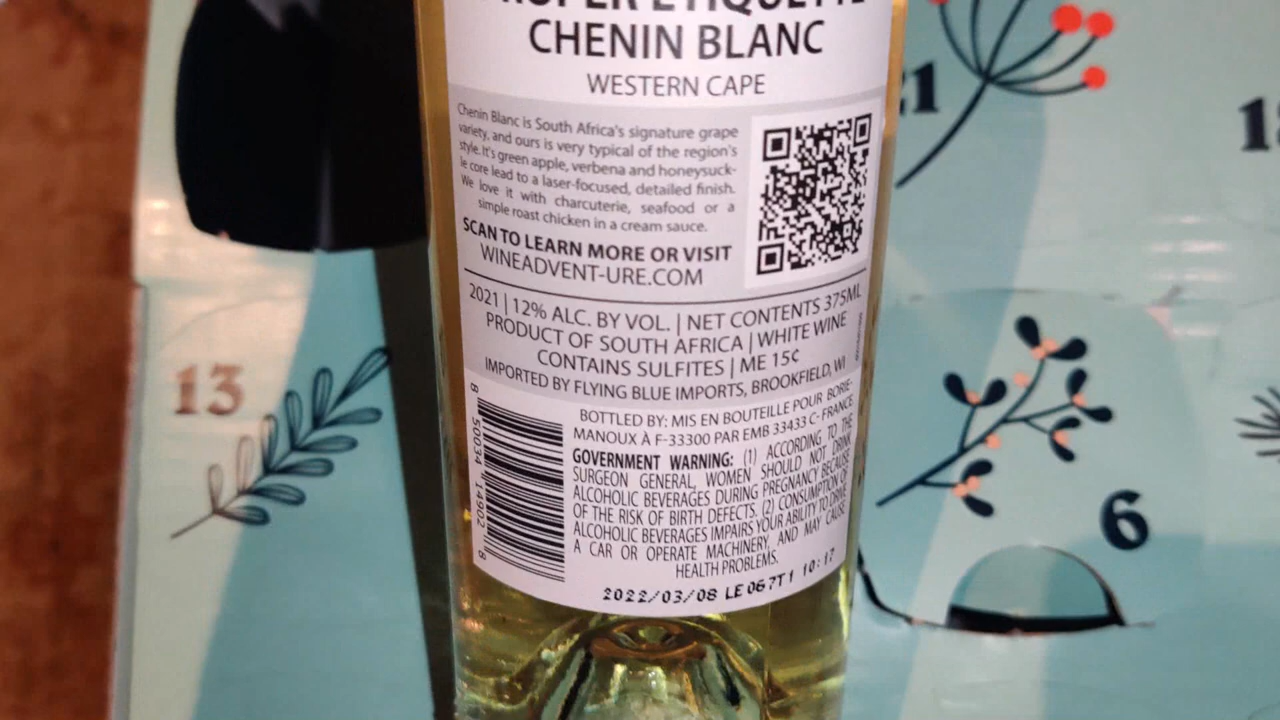 PROPER ETIQUETTE
CHENIN BLANC
WESTERN CAPE
Chenin Blanc is South Africa's signature grape
variety, and ours is very typical of the region's
style. It's green apple, verbena and honeysuck-
le core lead to a laser-focused, detailed finish.
We love it with charcuterie, seafood or a
simple roast chicken in a cream sauce.
SCAN TO LEARN MORE OR VISIT
WINEADVENT-URE.COM
2021 | 12% ALC. BY VOL. | NET CONTENTS 375ML
PRODUCT OF SOUTH AFRICA | WHITE WINE
CONTAINS SULFITES | ME 15¢
IMPORTED BY FLYING BLUE IMPORTS, BROOKFIELD, WI
BOTTLED BY: MIS EN BOUTEILLE POUR BORIE-
MANOUX À F-33300 PAR EMB 33433 C- FRANCE
GOVERNMENT WARNING: (1) ACCORDING TO THE
SURGEON GENERAL, WOMEN SHOULD NOT DRINK
ALCOHOLIC BEVERAGES DURING PREGNANCY BECAUSE
OF THE RISK OF BIRTH DEFECTS. (2) CONSUMPTION OF
ALCOHOLIC BEVERAGES IMPAIRS YOUR ABILITY TO DRIVE
A CAR OR OPERATE MACHINERY, AND MAY CAUSE
HEALTH PROBLEMS.
8 50034 14902 8
2022/03/08 LE067T1 10:17
13
21
6